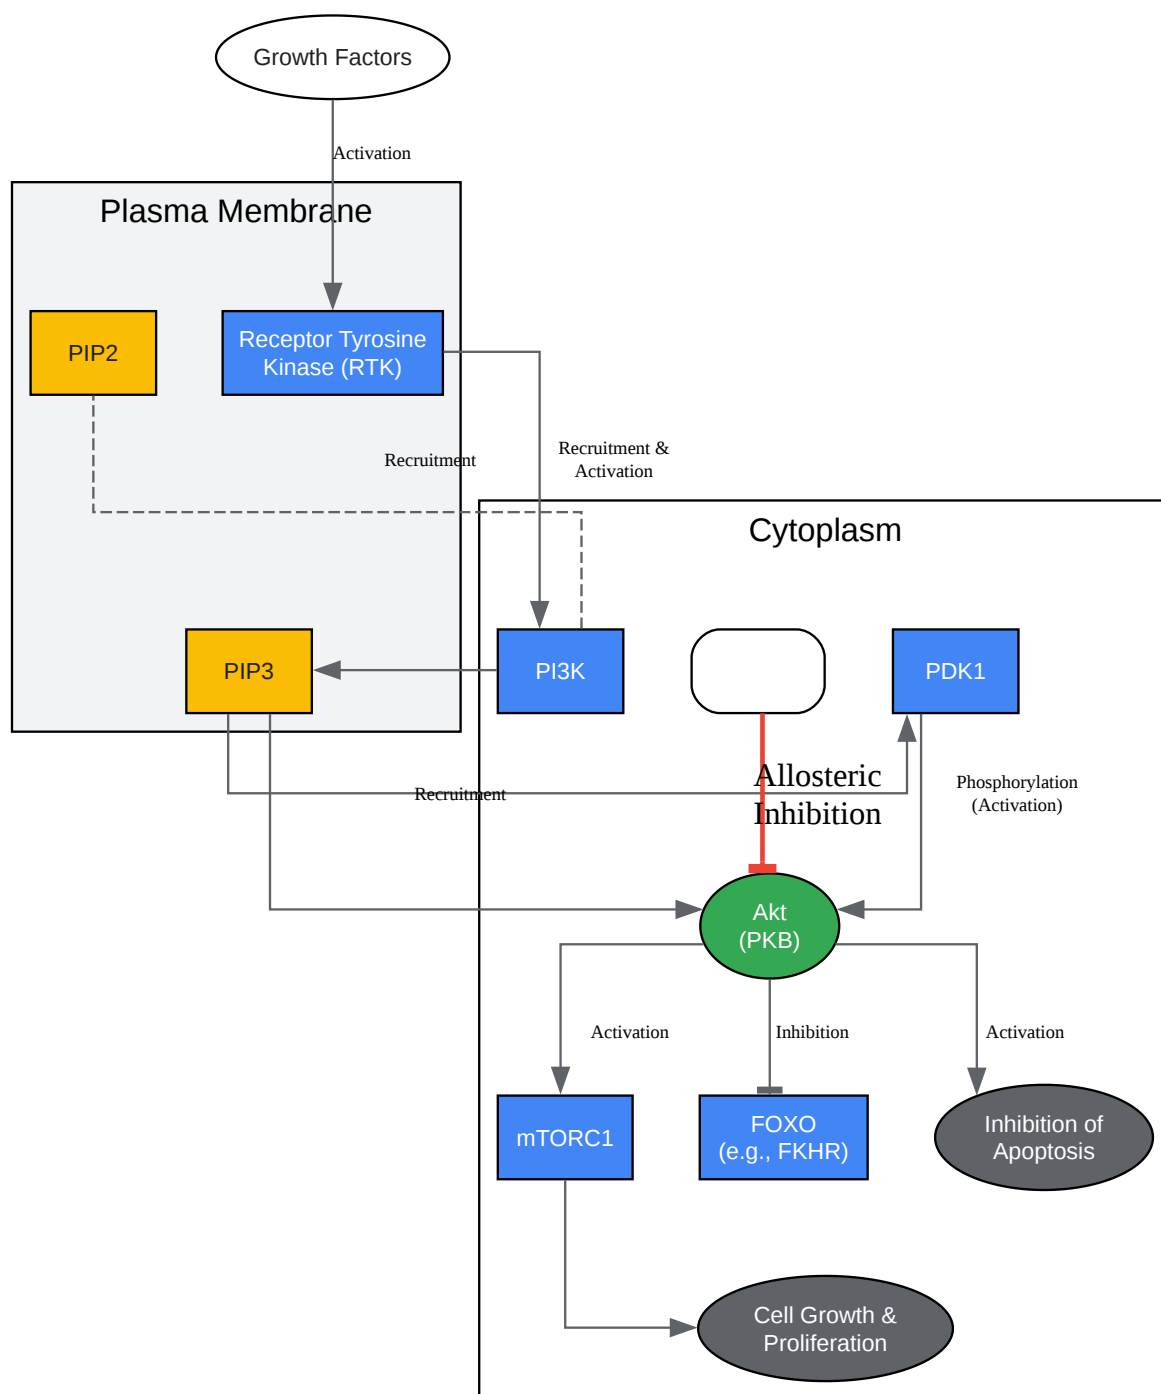 Growth Factors
Activation
Plasma Membrane
PIP2
Receptor Tyrosine
Kinase (RTK)
Recruitment
Recruitment &
Activation
Cytoplasm
PIP3
PI3K
PDK1
Recruitment
Allosteric
Inhibition
Phosphorylation
(Activation)
Akt
(PKB)
Activation
Inhibition
Activation
mTORC1
FOXO
(e.g., FKHR)
Inhibition of
Apoptosis
Cell Growth &
Proliferation